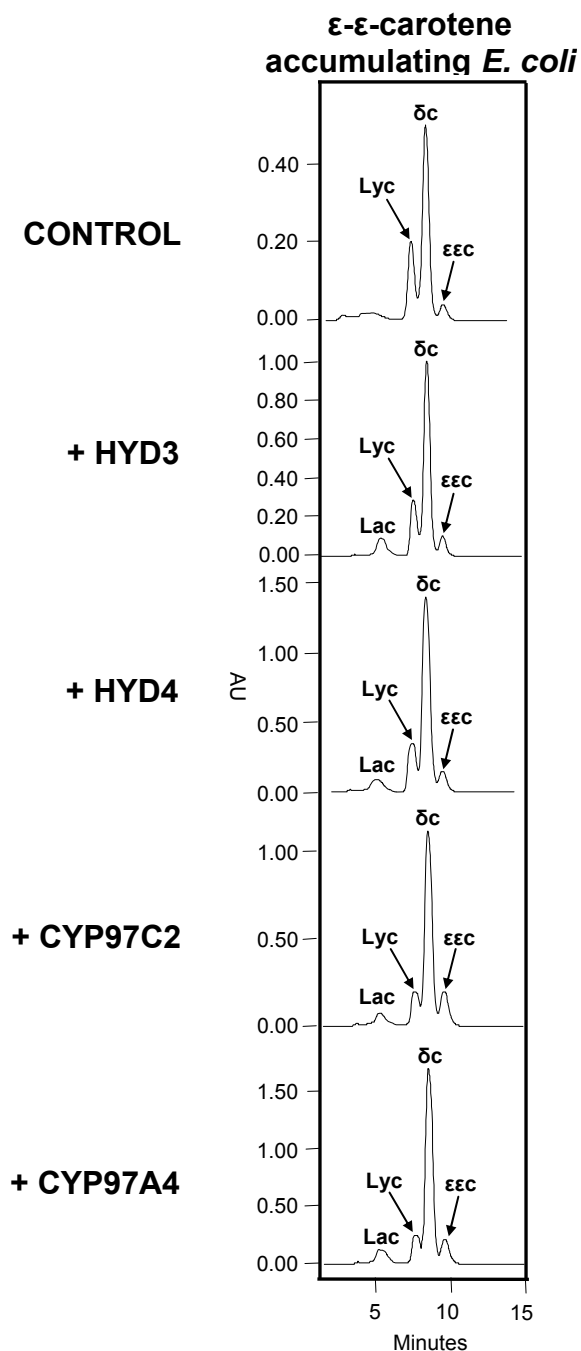 ε-ε-carotene
accumulating E. coli
CONTROL
0.40
0.20
0.00
Lyc
δc
εεc
+ HYD3
1.00
0.80
0.60
0.40
0.20
0.00
Lac
Lyc
δc
εεc
+ HYD4
AU
1.50
1.00
0.50
0.00
Lac
Lyc
δc
εεc
+ CYP97C2
1.00
0.50
0.00
Lac
Lyc
δc
εεc
+ CYP97A4
1.50
1.00
0.50
0.00
Lac
Lyc
δc
εεc
5 10 15
Minutes